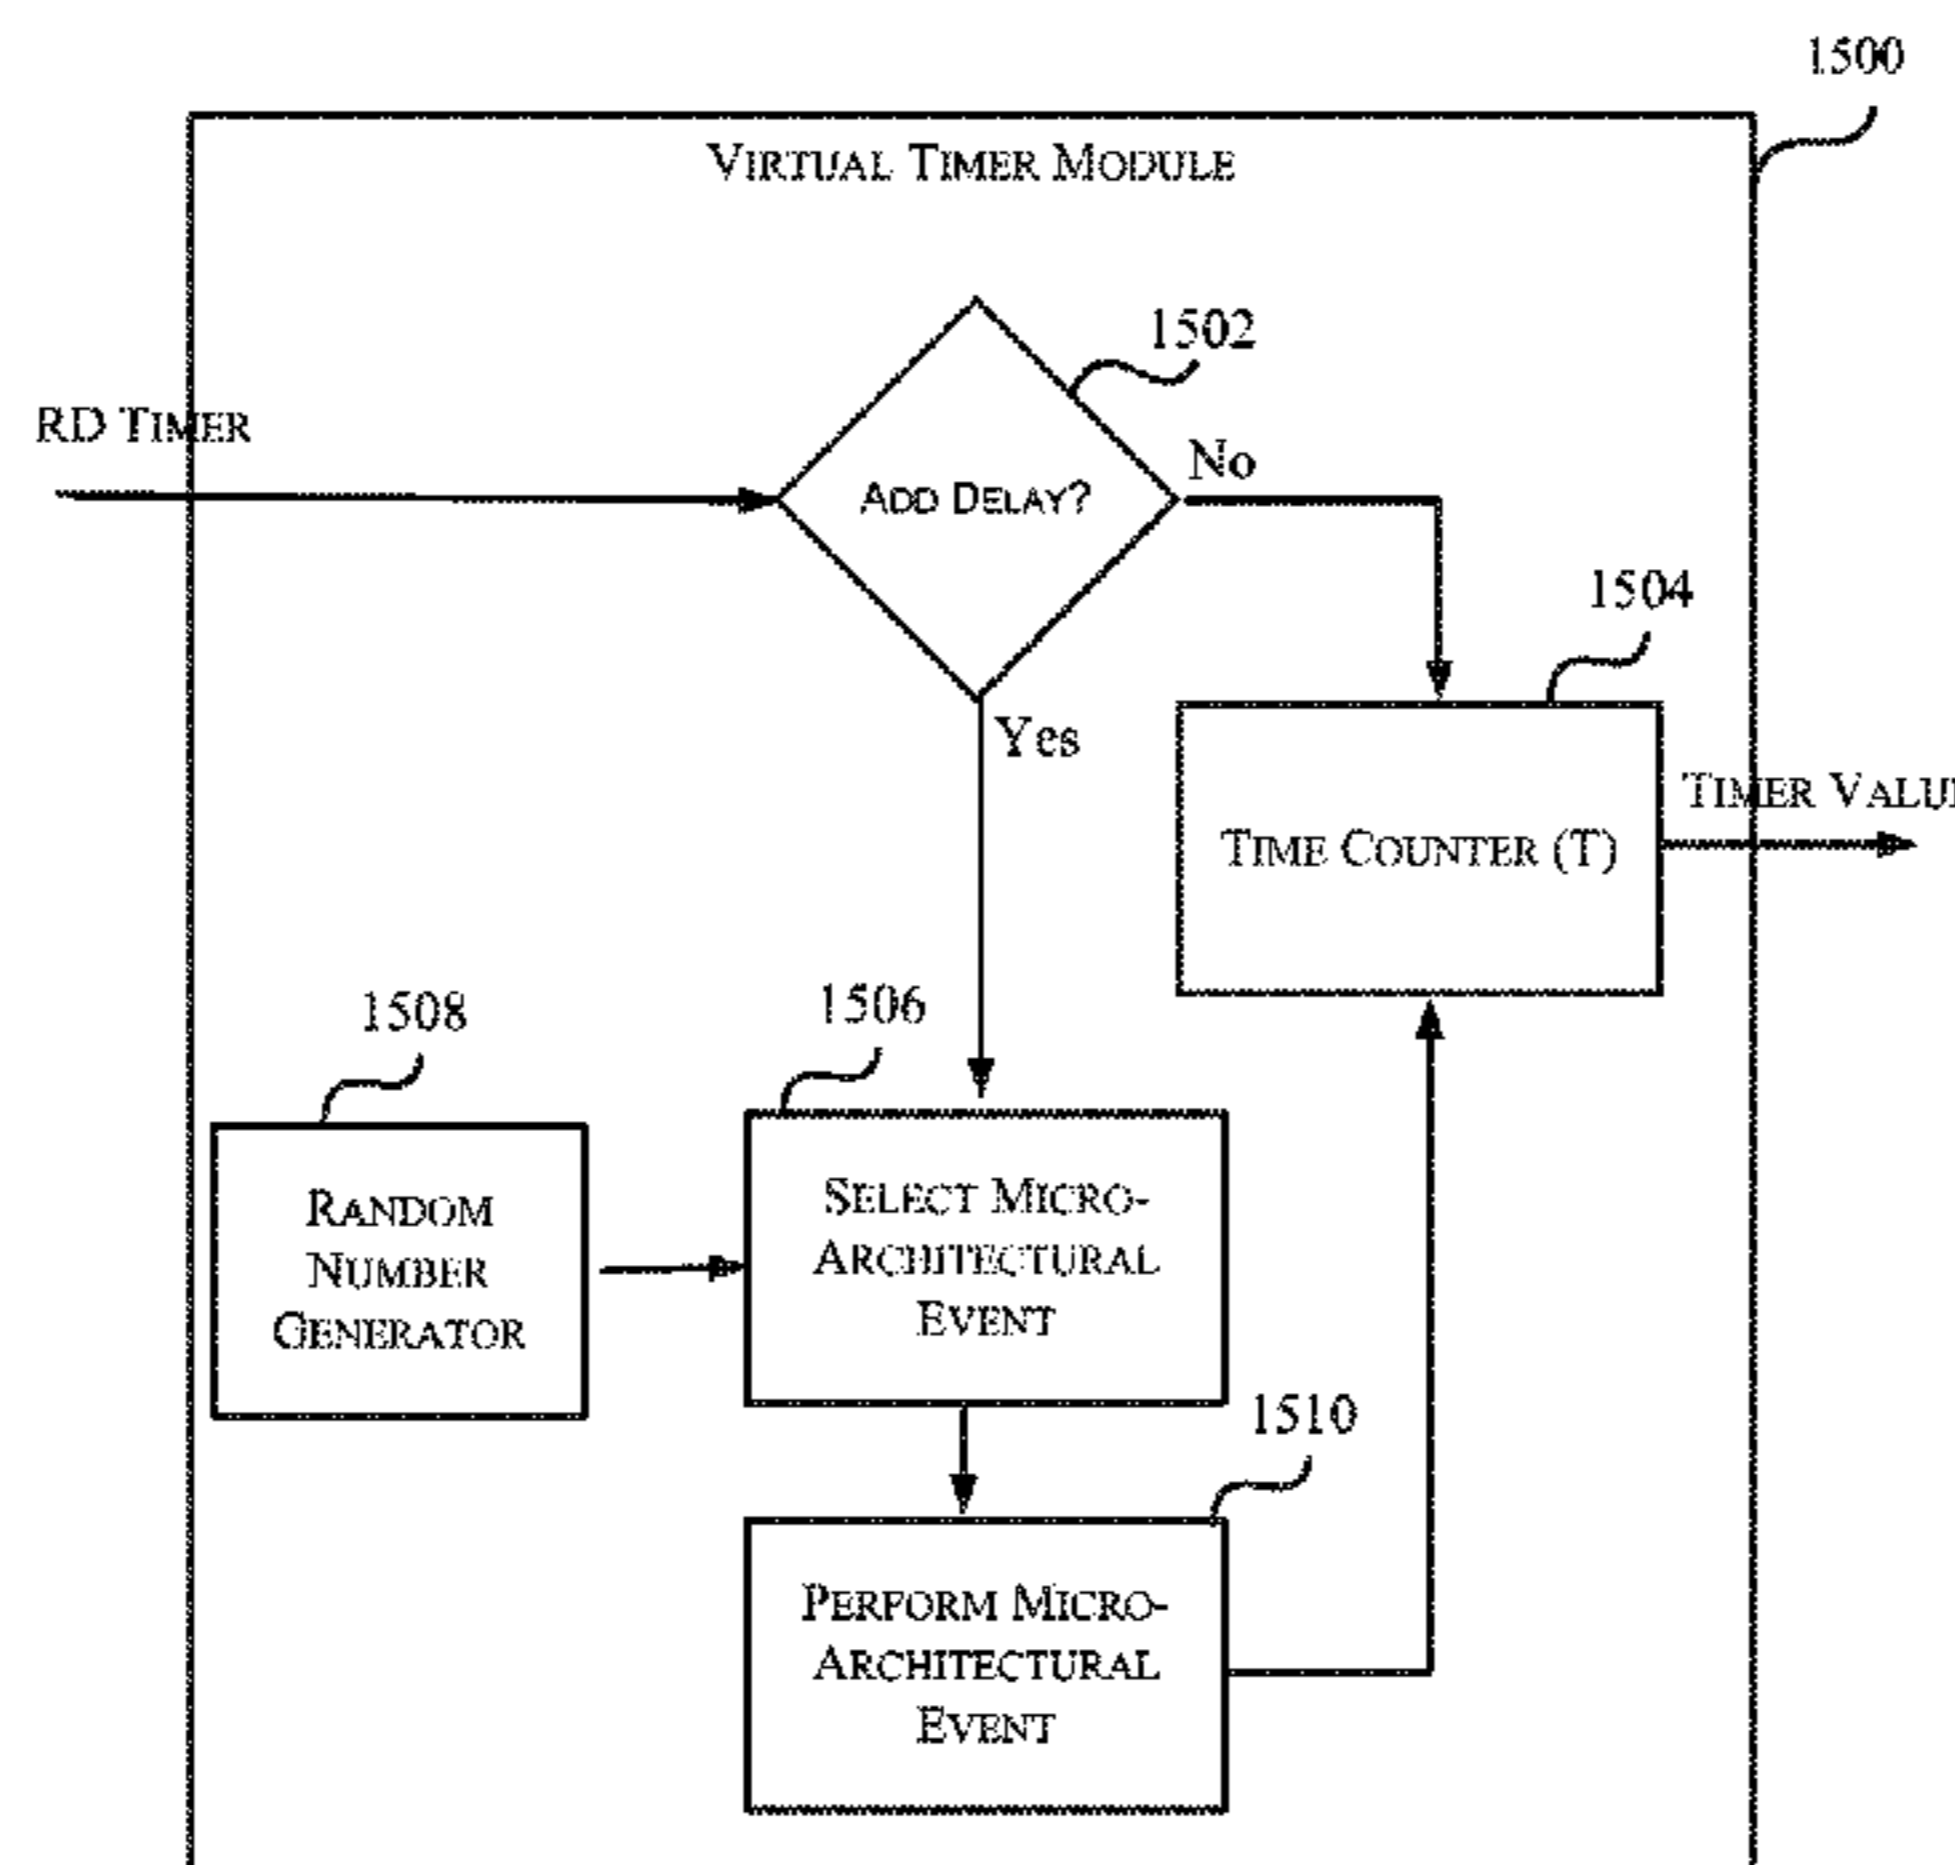 1500
VIRTUAL TIMER MODULE
1502
RD TIMER
No
ADD DELAY?
1504
Yes
TIMER VALUE
TIME COUNTER (T)
1508
1506
RANDOM
NUMBER
GENERATOR
SELECT MICRO-
ARCHITECTURAL
EVENT
1510
PERFORM MICRO-
ARCHITECTURAL
EVENT